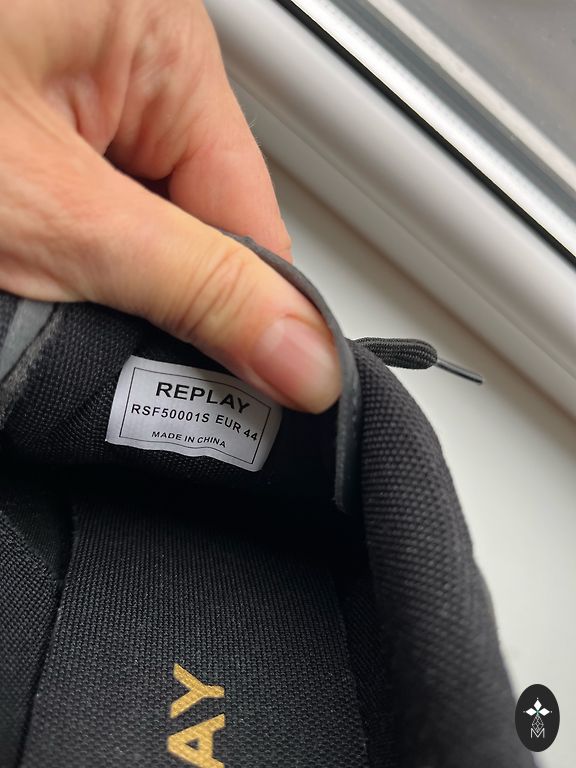 REPLAY
RSF50001S EUR 44
MADE IN CHINA
AY
M